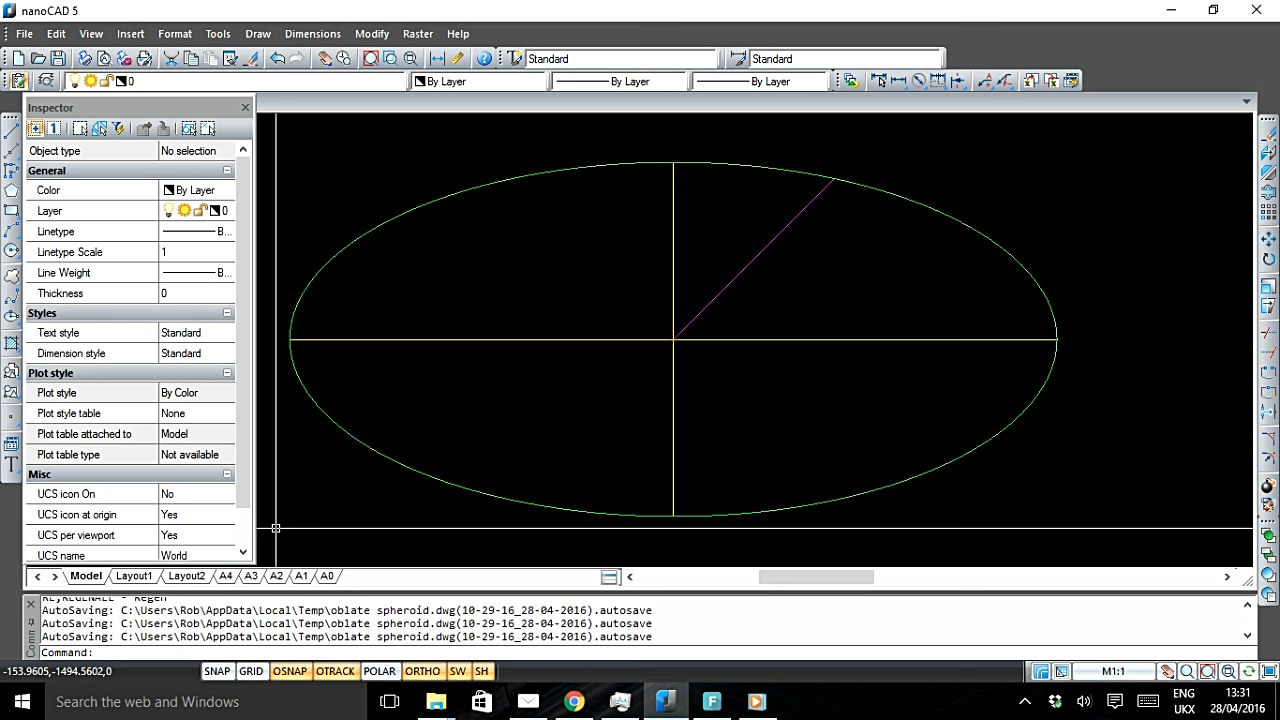 nanoCAD 5
File Edit View Insert Format Tools Draw Dimensions Modify Raster Help
Standard Standard
0 By Layer By Layer By Layer
Inspector
1
Object type No selection
General
Color By Layer
Layer 0
Linetype B...
Linetype Scale 1
Line Weight B...
Thickness 0
Styles
Text style Standard
Dimension style Standard
Plot style
Plot style By Color
Plot style table None
Plot table attached to Model
Plot table type Not available
Misc
UCS icon On No
UCS icon at origin Yes
UCS per viewport Yes
UCS name World
Model Layout1 Layout2 A4 A3 A2 A1 A0
RE,REGENALL - Regen
AutoSaving: C:\Users\Rob\AppData\Local\Temp\oblate spheroid.dwg(10-29-16_28-04-2016).autosave
AutoSaving: C:\Users\Rob\AppData\Local\Temp\oblate spheroid.dwg(10-29-16_28-04-2016).autosave
AutoSaving: C:\Users\Rob\AppData\Local\Temp\oblate spheroid.dwg(10-29-16_28-04-2016).autosave
Comm
Command:
-153.9605,-1494.5602,0 SNAP GRID OSNAP OTRACK POLAR ORTHO SW SH M1:1
Search the web and Windows
F
ENG
UKX
13:31
28/04/2016